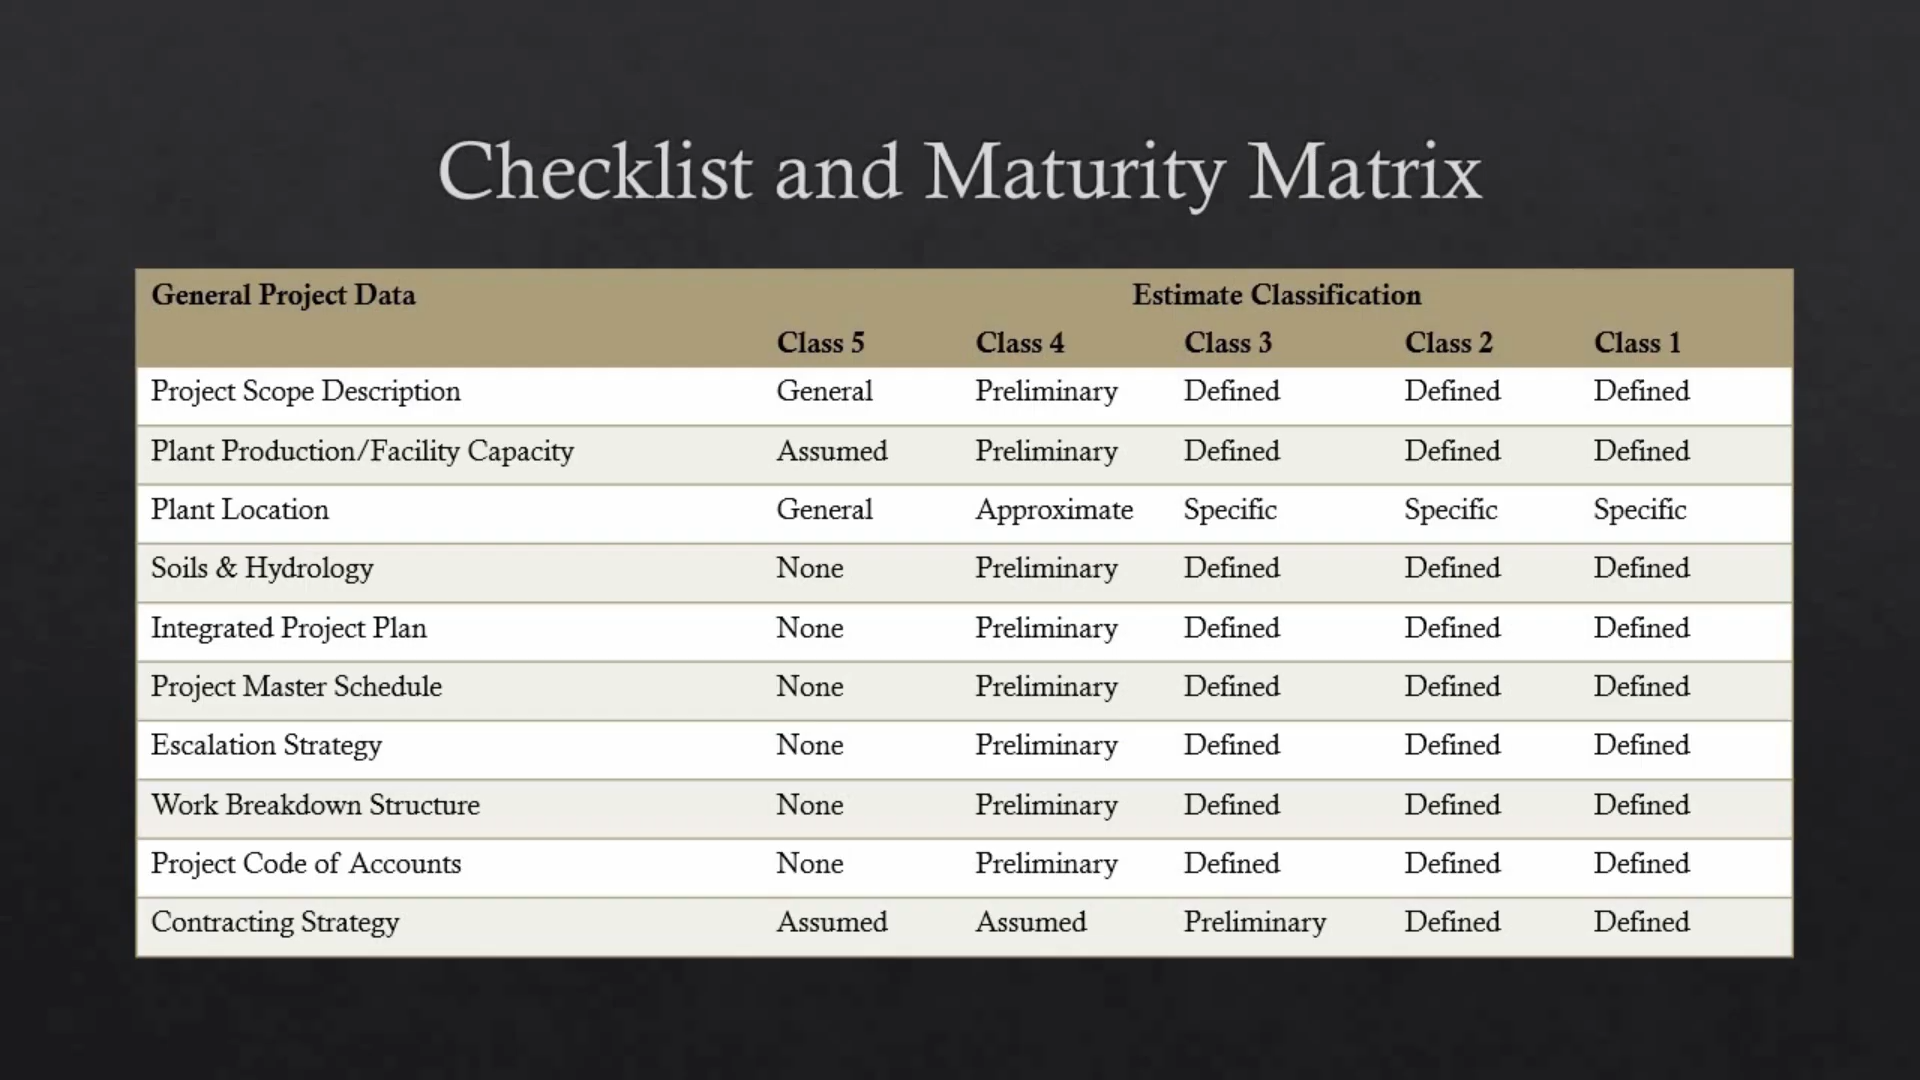 Checklist and Maturity Matrix
General Project Data Estimate Classification
Class 5 Class 4 Class 3 Class 2 Class 1
Project Scope Description General Preliminary Defined Defined Defined
Plant Production/Facility Capacity Assumed Preliminary Defined Defined Defined
Plant Location General Approximate Specific Specific Specific
Soils & Hydrology None Preliminary Defined Defined Defined
Integrated Project Plan None Preliminary Defined Defined Defined
Project Master Schedule None Preliminary Defined Defined Defined
Escalation Strategy None Preliminary Defined Defined Defined
Work Breakdown Structure None Preliminary Defined Defined Defined
Project Code of Accounts None Preliminary Defined Defined Defined
Contracting Strategy Assumed Assumed Preliminary Defined Defined